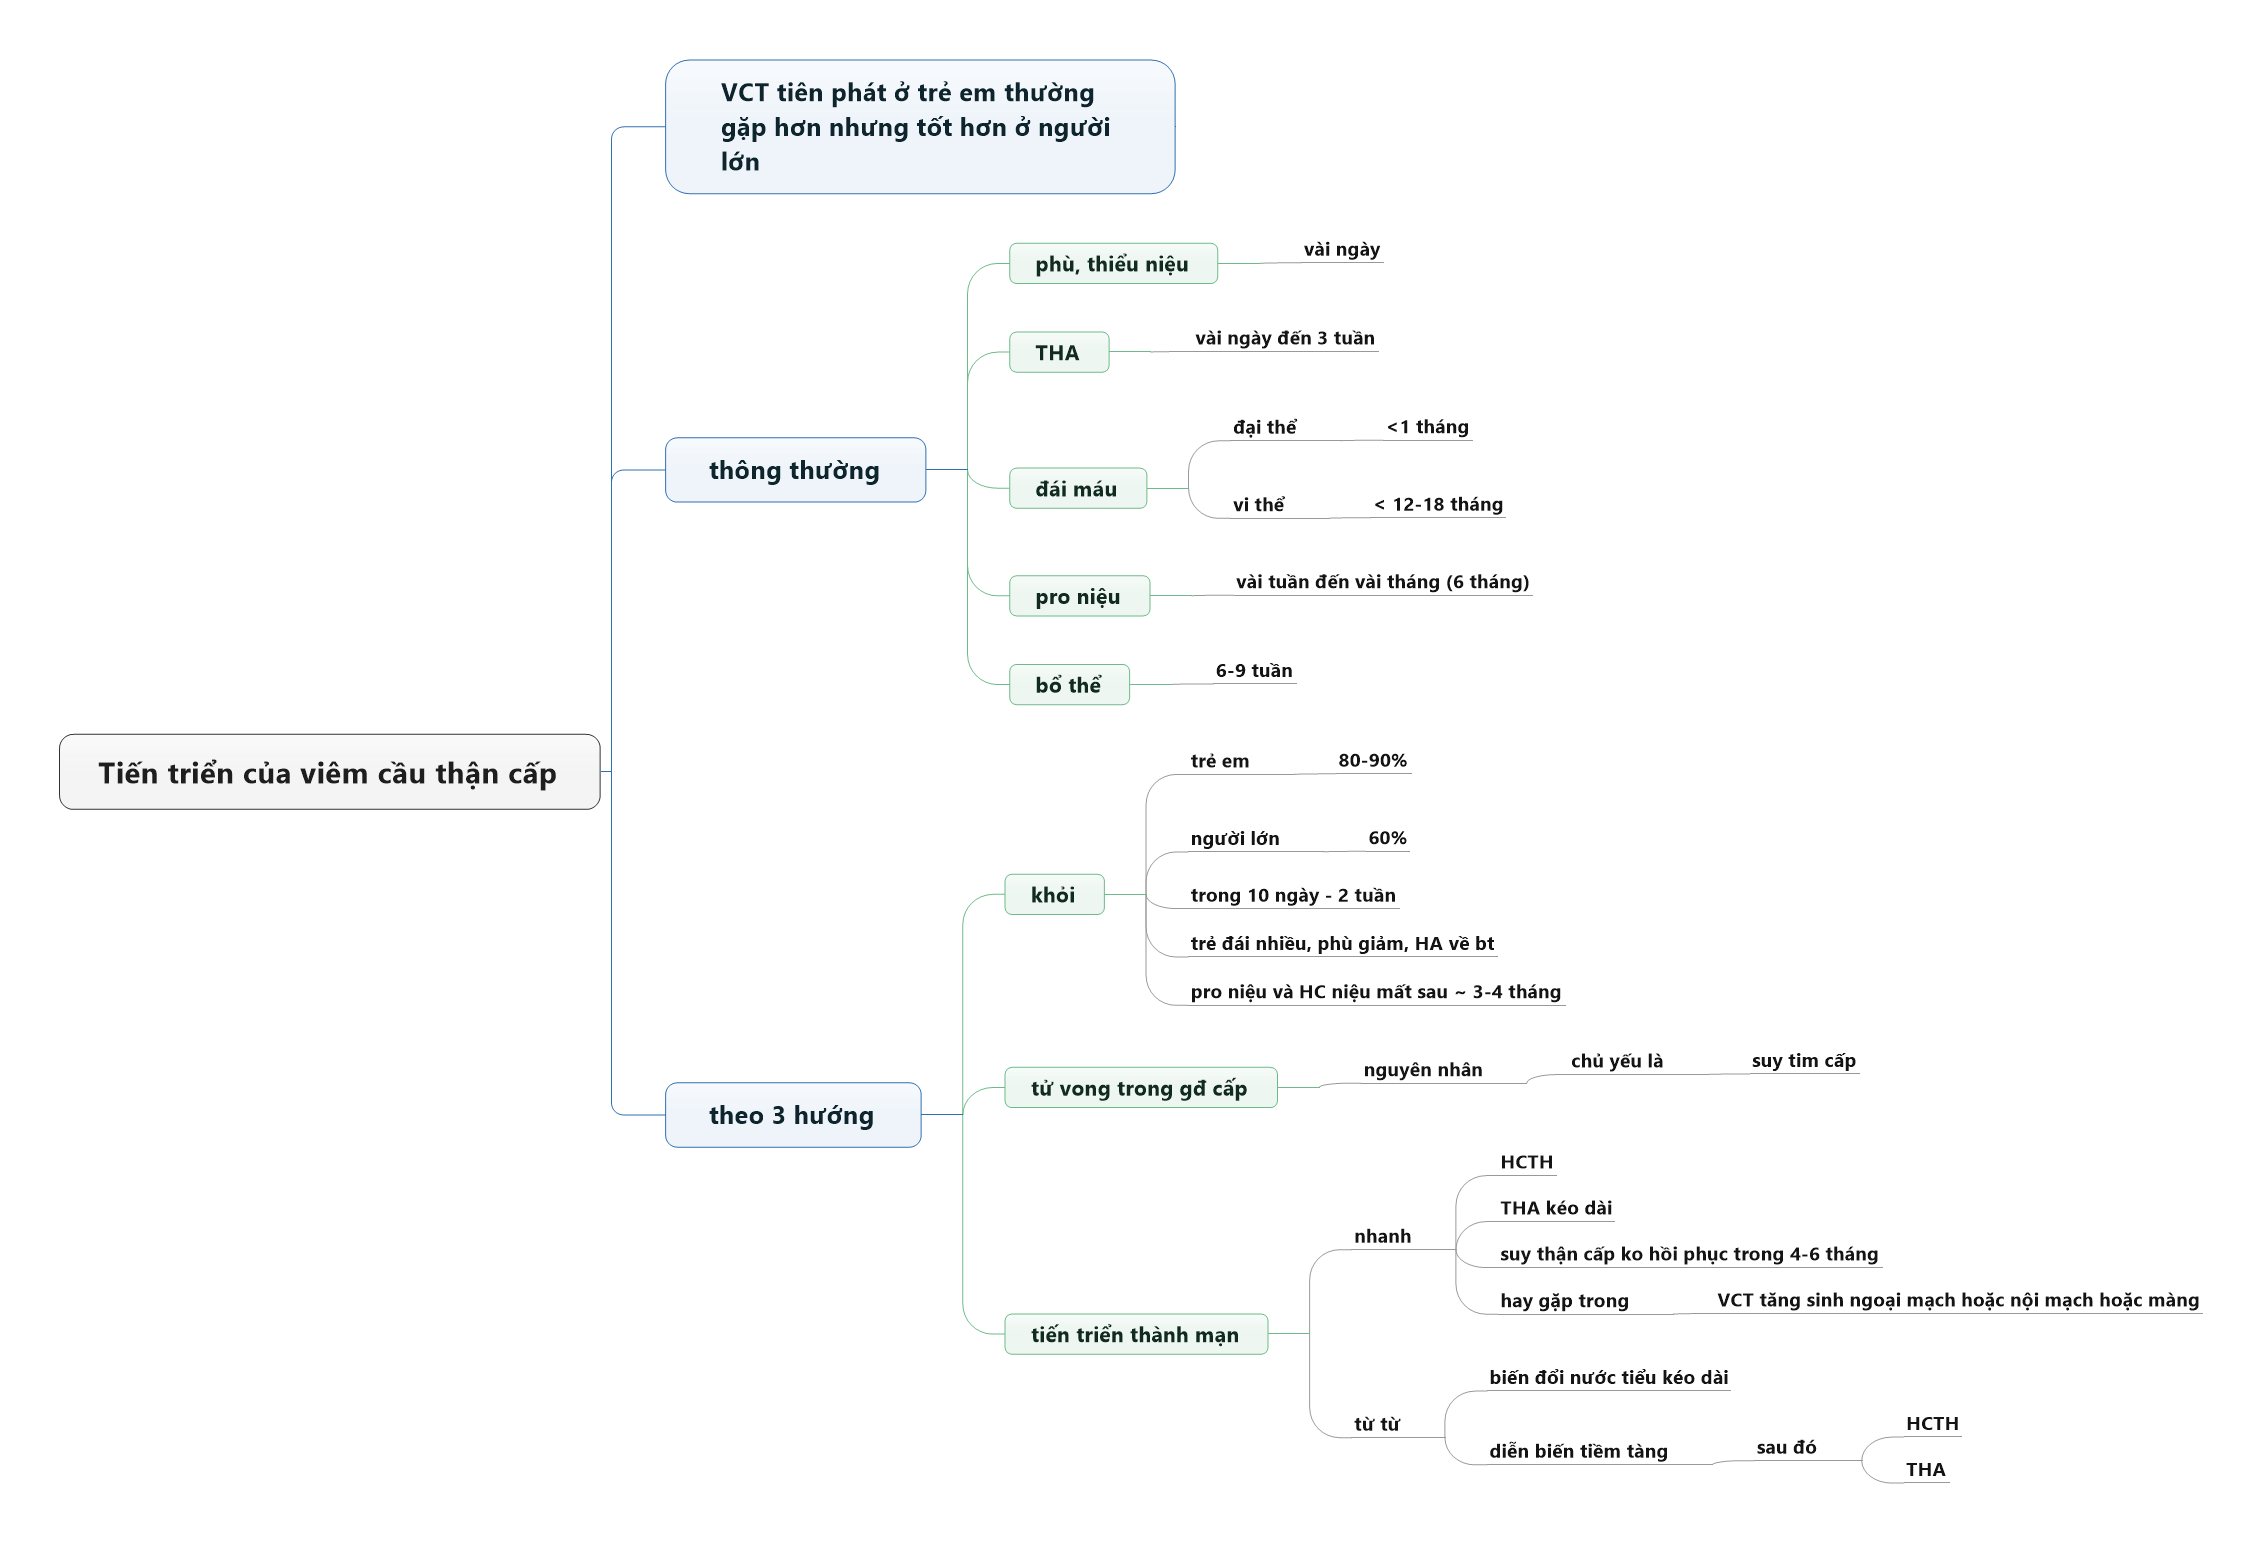 VCT tiên phát ở trẻ em thường
gặp hơn nhưng tốt hơn ở người
lớn
phù, thiểu niệu
vài ngày
THA
vài ngày đến 3 tuần
thông thường
đái máu
đại thể
<1 tháng
vi thể
< 12-18 tháng
pro niệu
vài tuần đến vài tháng (6 tháng)
bổ thể
6-9 tuần
Tiến triển của viêm cầu thận cấp
theo 3 hướng
khỏi
trẻ em
80-90%
người lớn
60%
trong 10 ngày - 2 tuần
trẻ đái nhiều, phù giảm, HA về bt
pro niệu và HC niệu mất sau ~ 3-4 tháng
tử vong trong gđ cấp
nguyên nhân
chủ yếu là
suy tim cấp
tiến triển thành mạn
nhanh
HCTH
THA kéo dài
suy thận cấp ko hồi phục trong 4-6 tháng
hay gặp trong
VCT tăng sinh ngoại mạch hoặc nội mạch hoặc màng
từ từ
biến đổi nước tiểu kéo dài
diễn biến tiềm tàng
sau đó
HCTH
THA